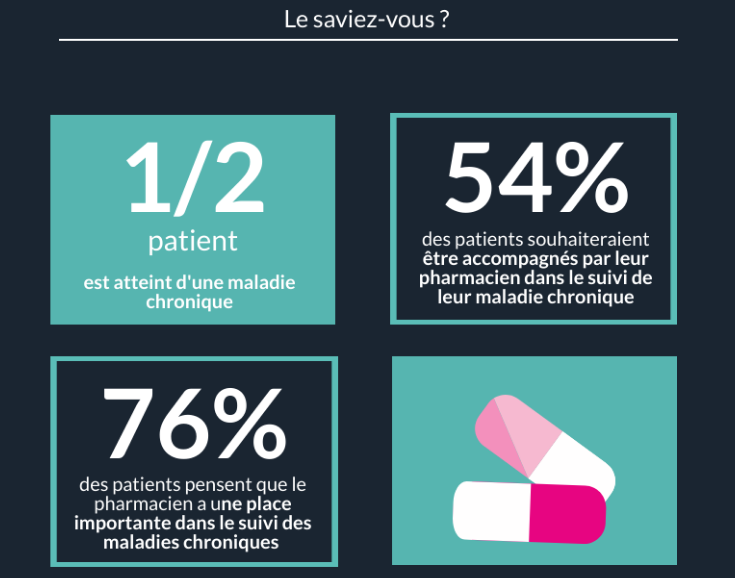 Le saviez-vous ?
1/2
patient
est atteint d'une maladie
chronique
54%
des patients souhaiteraient
être accompagnés par leur
pharmacien dans le suivi de
leur maladie chronique
76%
des patients pensent que le
pharmacien a une place
importante dans le suivi des
maladies chroniques